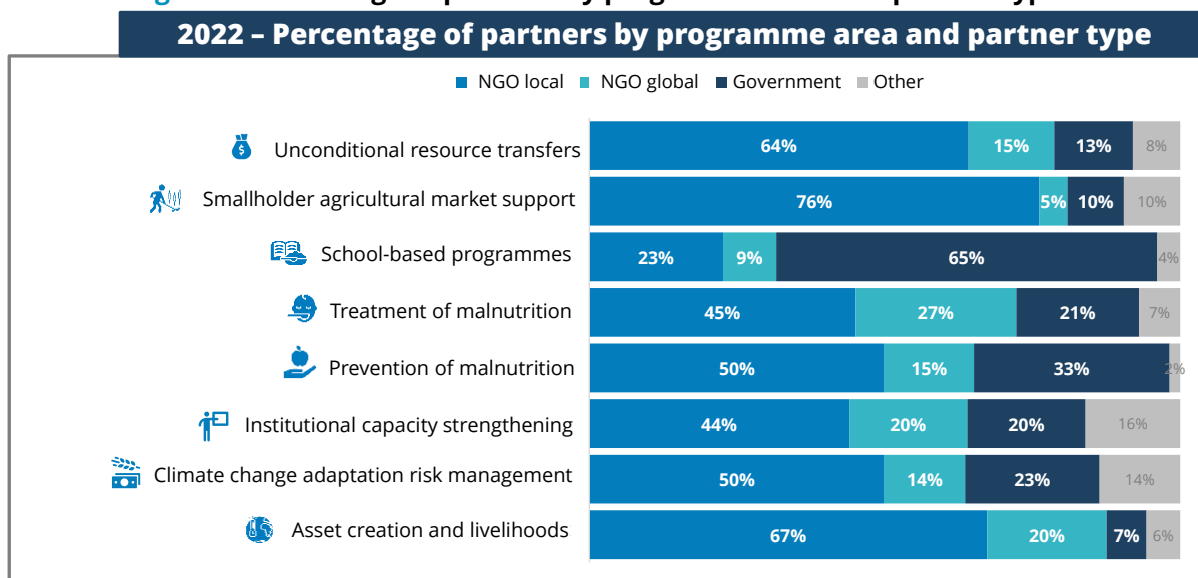 2022 – Percentage of partners by programme area and partner type
NGO local NGO global Government Other
Unconditional resource transfers 64% 15% 13% 8%
Smallholder agricultural market support 76% 5% 10% 10%
School-based programmes 23% 9% 65% 4%
Treatment of malnutrition 45% 27% 21% 7%
Prevention of malnutrition 50% 15% 33% 2%
Institutional capacity strengthening 44% 20% 20% 16%
Climate change adaptation risk management 50% 14% 23% 14%
Asset creation and livelihoods 67% 20% 7% 6%